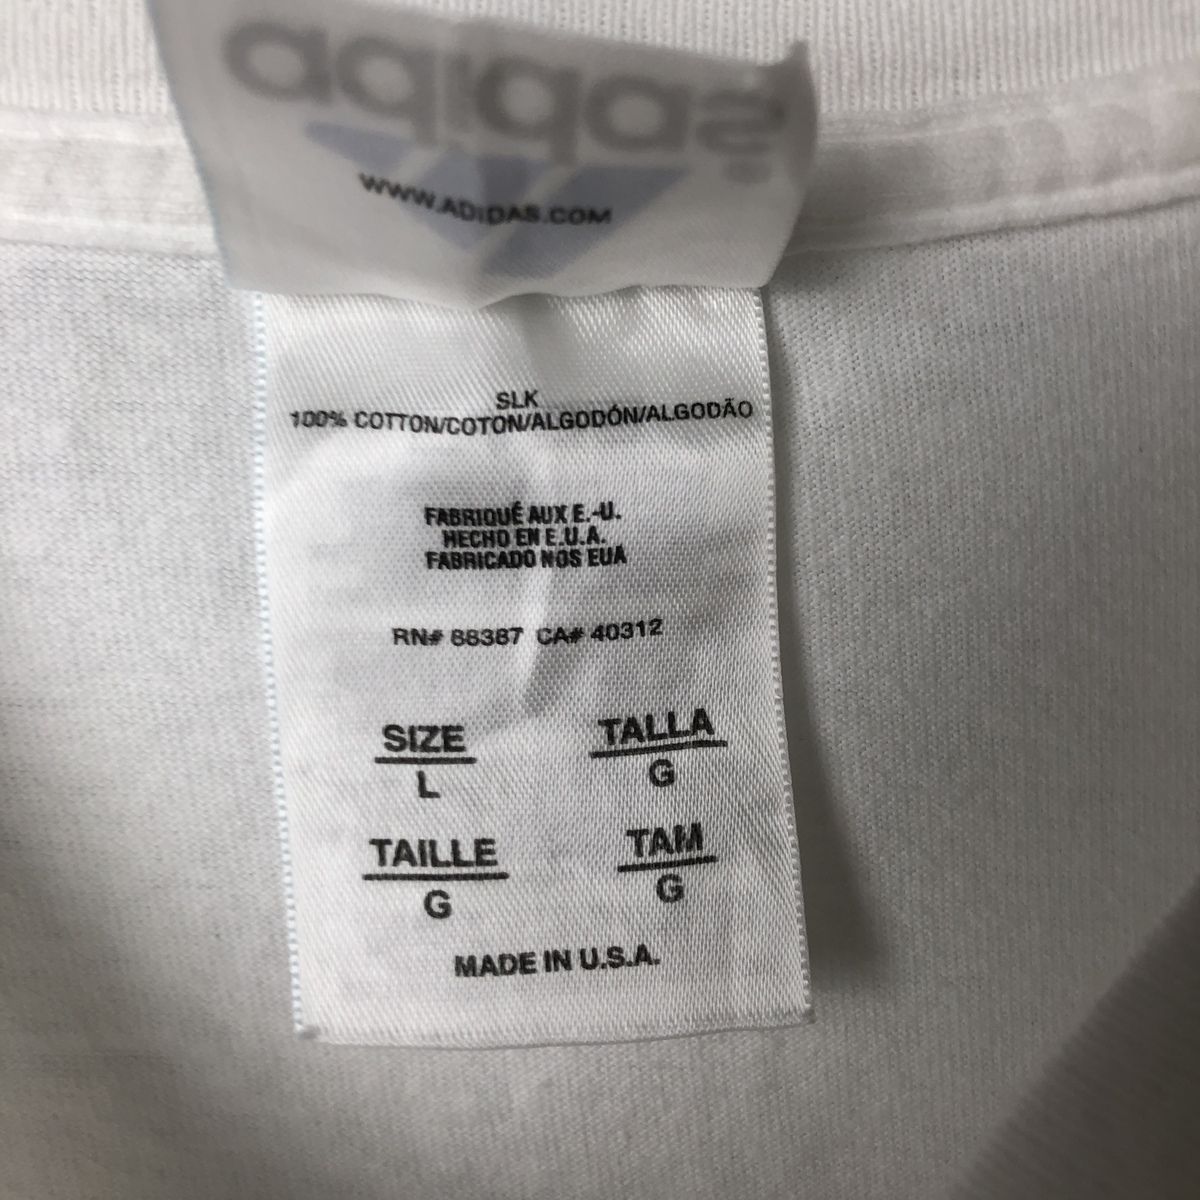 adidas
WWW.ADIDAS.COM
SLK
100% COTTON/COTON/ALGODÓN/ALGODÃO
FABRIQUÉ AUX E.-U.
HECHO EN E.U.A.
FABRICADO NOS EUA
RN# 88387 CA# 40312
SIZE TALLA
L G
TAILLE TAM
G G
MADE IN U.S.A.